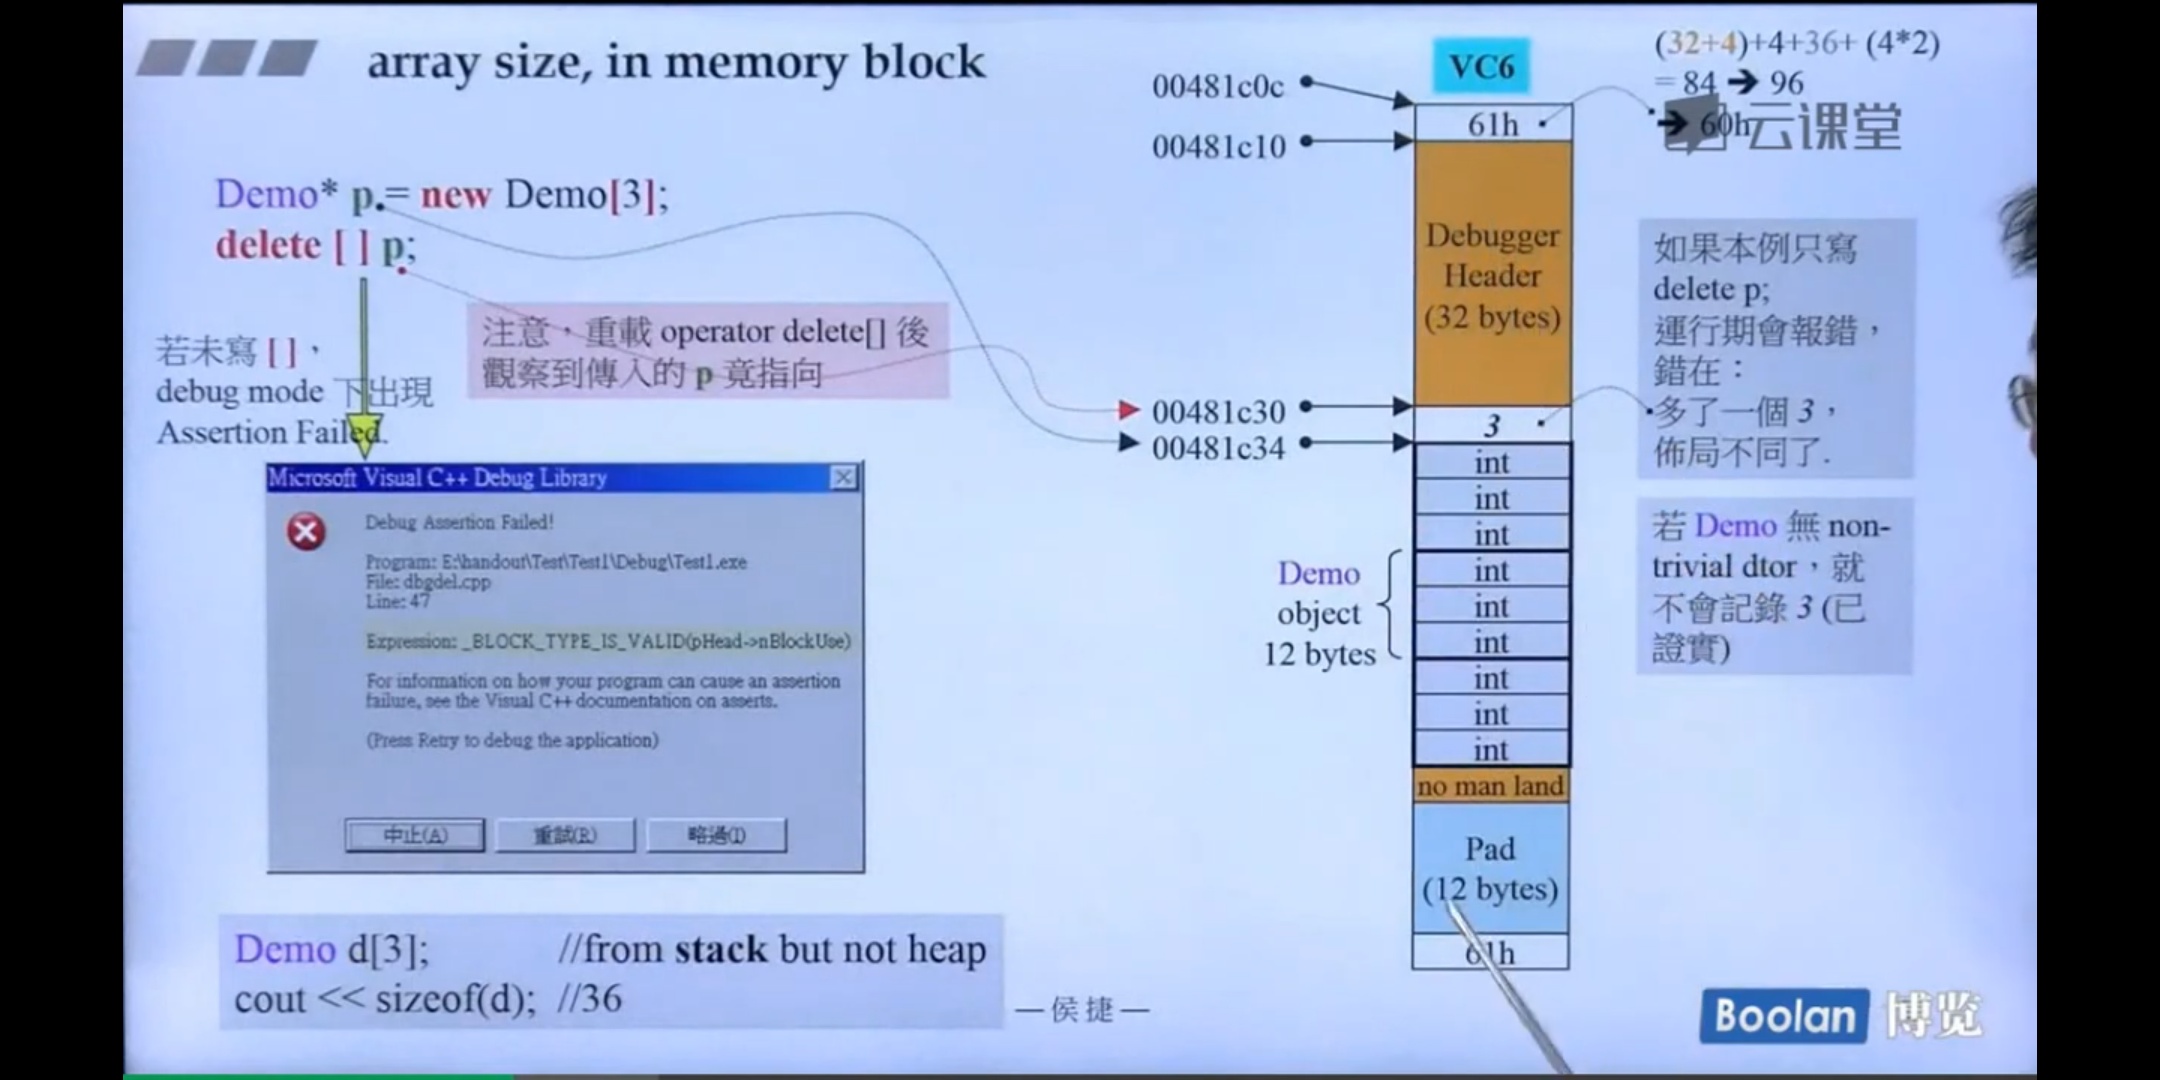 array size, in memory block
Demo* p = new Demo[3];
delete [ ] p;
若未寫 [ ]，
debug mode 下出現
Assertion Failed.
注意，重載 operator delete[] 後
觀察到傳入的 p 竟指向
Microsoft Visual C++ Debug Library
Debug Assertion Failed!
Program: E:\handout\Test\Test1\Debug\Test1.exe
File: dbgdel.cpp
Line: 47
Expression: _BLOCK_TYPE_IS_VALID(pHead->nBlockUse)
For information on how your program can cause an assertion
failure, see the Visual C++ documentation on asserts.
(Press Retry to debug the application)
中止(A)
重試(R)
略過(I)
Demo d[3]; //from stack but not heap
cout << sizeof(d); //36
—侯捷—
VC6
00481c0c
00481c10
00481c30
00481c34
61h
Debugger
Header
(32 bytes)
3
int
int
int
int
int
int
int
int
int
no man land
Pad
(12 bytes)
61h
Demo
object
12 bytes
(32+4)+4+36+ (4*2)
= 84 ➔ 96
➔ 60h
云课堂
如果本例只寫
delete p;
運行期會報錯，
錯在：
多了一個 3，
佈局不同了.
若 Demo 無 non-
trivial dtor，就
不會記錄 3 (已
證實)
Boolan 博览